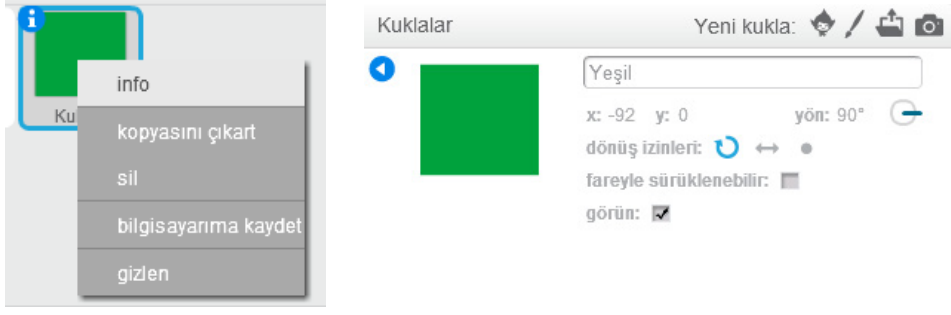 info
Ku
kopyasını çıkart
sil
bilgisayarıma kaydet
gizlen
Kuklalar Yeni kukla:
Yeşil
x: -92 y: 0 yön: 90°
dönüş izinleri:
fareyle sürüklenebilir:
görün: